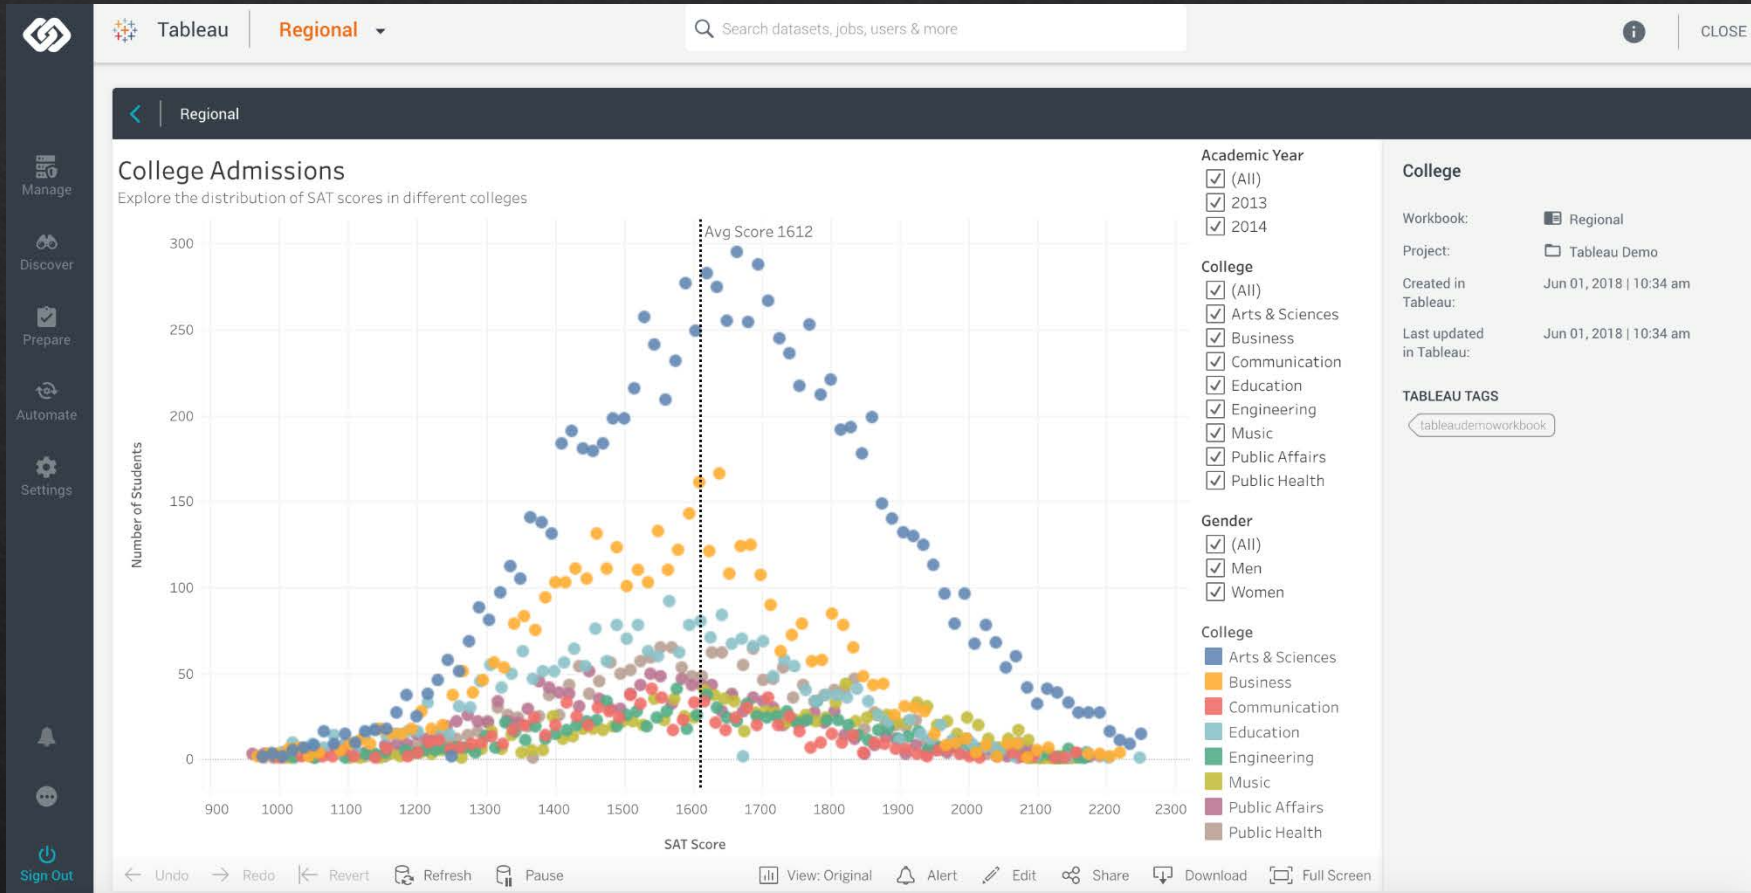 Tableau
Regional
Search datasets, jobs, users & more
CLOSE
Manage
Discover
Prepare
Automate
Settings
Sign Out
Regional
College Admissions
Explore the distribution of SAT scores in different colleges
Avg Score 1612
Number of Students
300
250
200
150
100
50
0
900 1000 1100 1200 1300 1400 1500 1600 1700 1800 1900 2000 2100 2200 2300
SAT Score
Academic Year
(All)
2013
2014
College
(All)
Arts & Sciences
Business
Communication
Education
Engineering
Music
Public Affairs
Public Health
Gender
(All)
Men
Women
College
Arts & Sciences
Business
Communication
Education
Engineering
Music
Public Affairs
Public Health
College
Workbook: Regional
Project: Tableau Demo
Created in Jun 01, 2018 | 10:34 am
Tableau:
Last updated Jun 01, 2018 | 10:34 am
in Tableau:
TABLEAU TAGS
tableaudemoworkbook
Undo Redo Revert Refresh Pause View: Original Alert Edit Share Download Full Screen